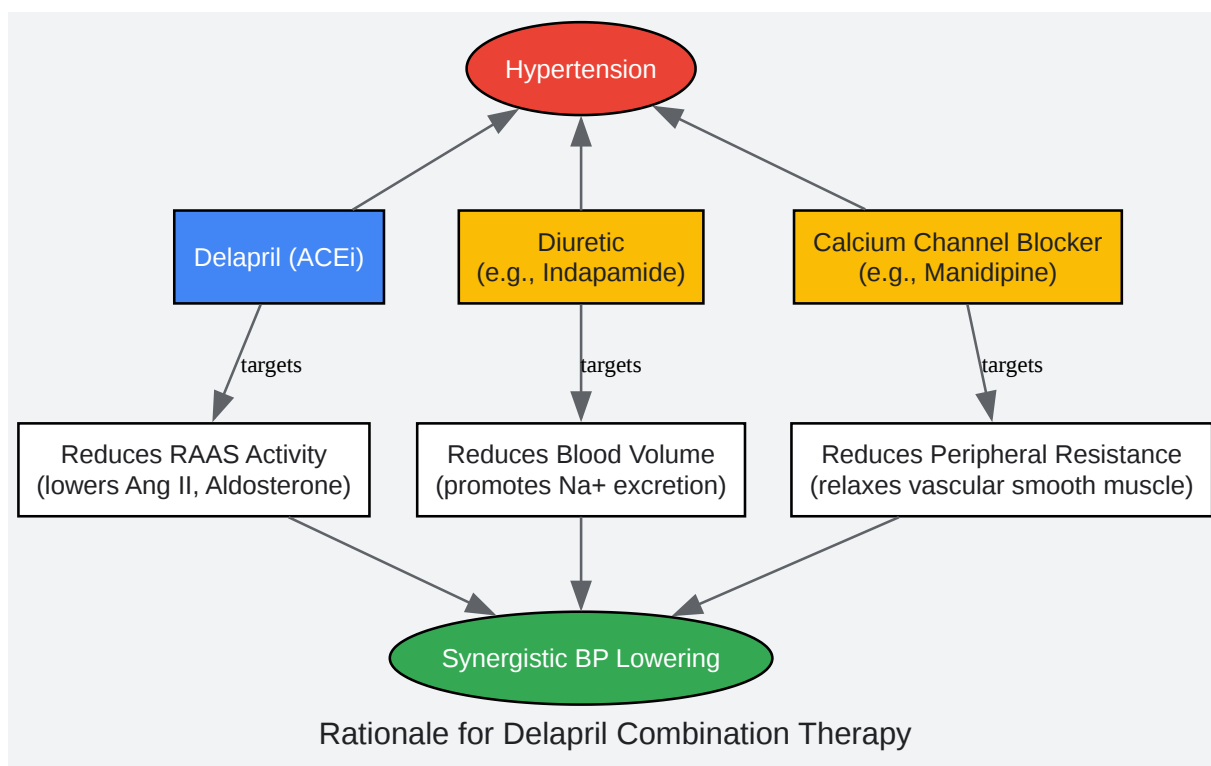 Hypertension
Delapril (ACEi)
Diuretic
(e.g., Indapamide)
Calcium Channel Blocker
(e.g., Manidipine)
targets
targets
targets
Reduces RAAS Activity
(lowers Ang II, Aldosterone)
Reduces Blood Volume
(promotes Na+ excretion)
Reduces Peripheral Resistance
(relaxes vascular smooth muscle)
Synergistic BP Lowering
Rationale for Delapril Combination Therapy